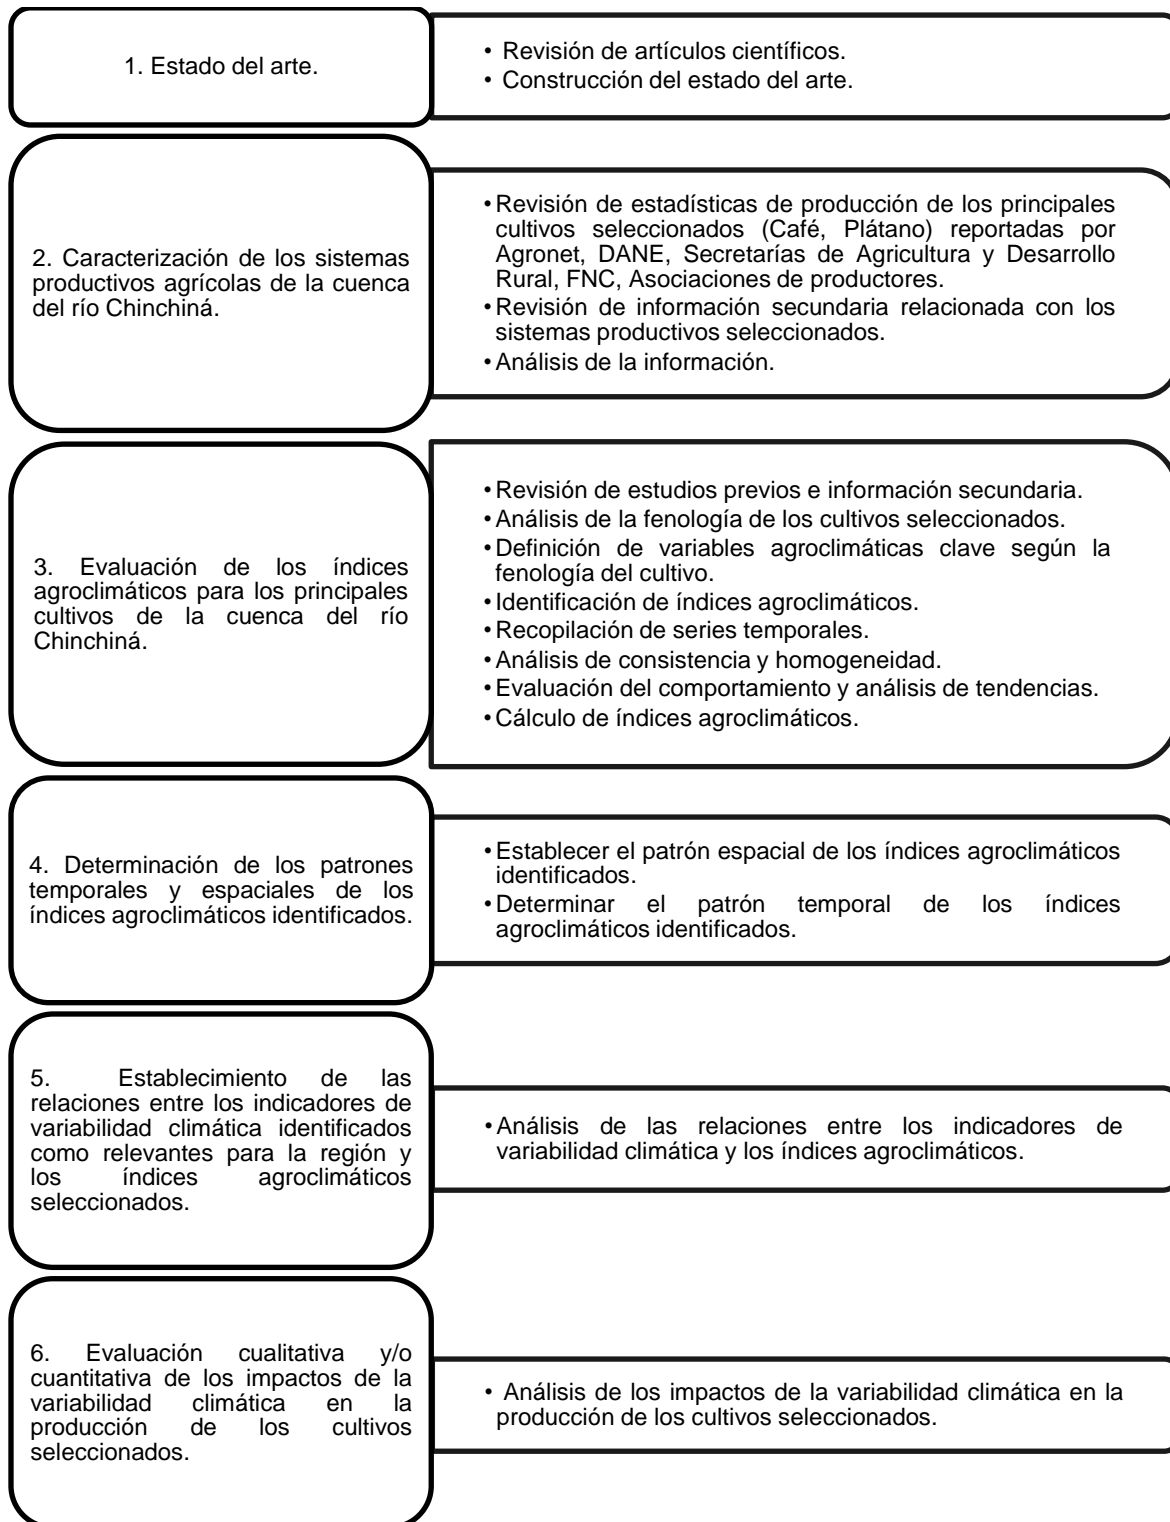 1. Estado del arte.
• Revisión de artículos científicos.
• Construcción del estado del arte.
2. Caracterización de los sistemas
productivos agrícolas de la cuenca
del río Chinchiná.
• Revisión de estadísticas de producción de los principales
cultivos seleccionados (Café, Plátano) reportadas por
Agronet, DANE, Secretarías de Agricultura y Desarrollo
Rural, FNC, Asociaciones de productores.
• Revisión de información secundaria relacionada con los
sistemas productivos seleccionados.
• Análisis de la información.
3. Evaluación de los índices
agroclimáticos para los principales
cultivos de la cuenca del río
Chinchiná.
• Revisión de estudios previos e información secundaria.
• Análisis de la fenología de los cultivos seleccionados.
• Definición de variables agroclimáticas clave según la
fenología del cultivo.
• Identificación de índices agroclimáticos.
• Recopilación de series temporales.
• Análisis de consistencia y homogeneidad.
• Evaluación del comportamiento y análisis de tendencias.
• Cálculo de índices agroclimáticos.
4. Determinación de los patrones
temporales y espaciales de los
índices agroclimáticos identificados.
• Establecer el patrón espacial de los índices agroclimáticos
identificados.
• Determinar el patrón temporal de los índices
agroclimáticos identificados.
5. Establecimiento de las
relaciones entre los indicadores de
variabilidad climática identificados
como relevantes para la región y
los índices agroclimáticos
seleccionados.
• Análisis de las relaciones entre los indicadores de
variabilidad climática y los índices agroclimáticos.
6. Evaluación cualitativa y/o
cuantitativa de los impactos de la
variabilidad climática en la
producción de los cultivos
seleccionados.
• Análisis de los impactos de la variabilidad climática en la
producción de los cultivos seleccionados.